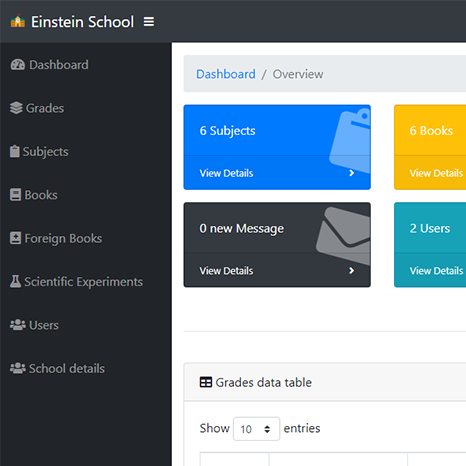 Einstein School
Dashboard
Grades
Subjects
Books
Foreign Books
Scientific Experiments
Users
School details
Dashboard / Overview
6 Subjects
View Details
6 Books
View Details
0 new Message
View Details
2 Users
View Details
Grades data table
Show 10 entries